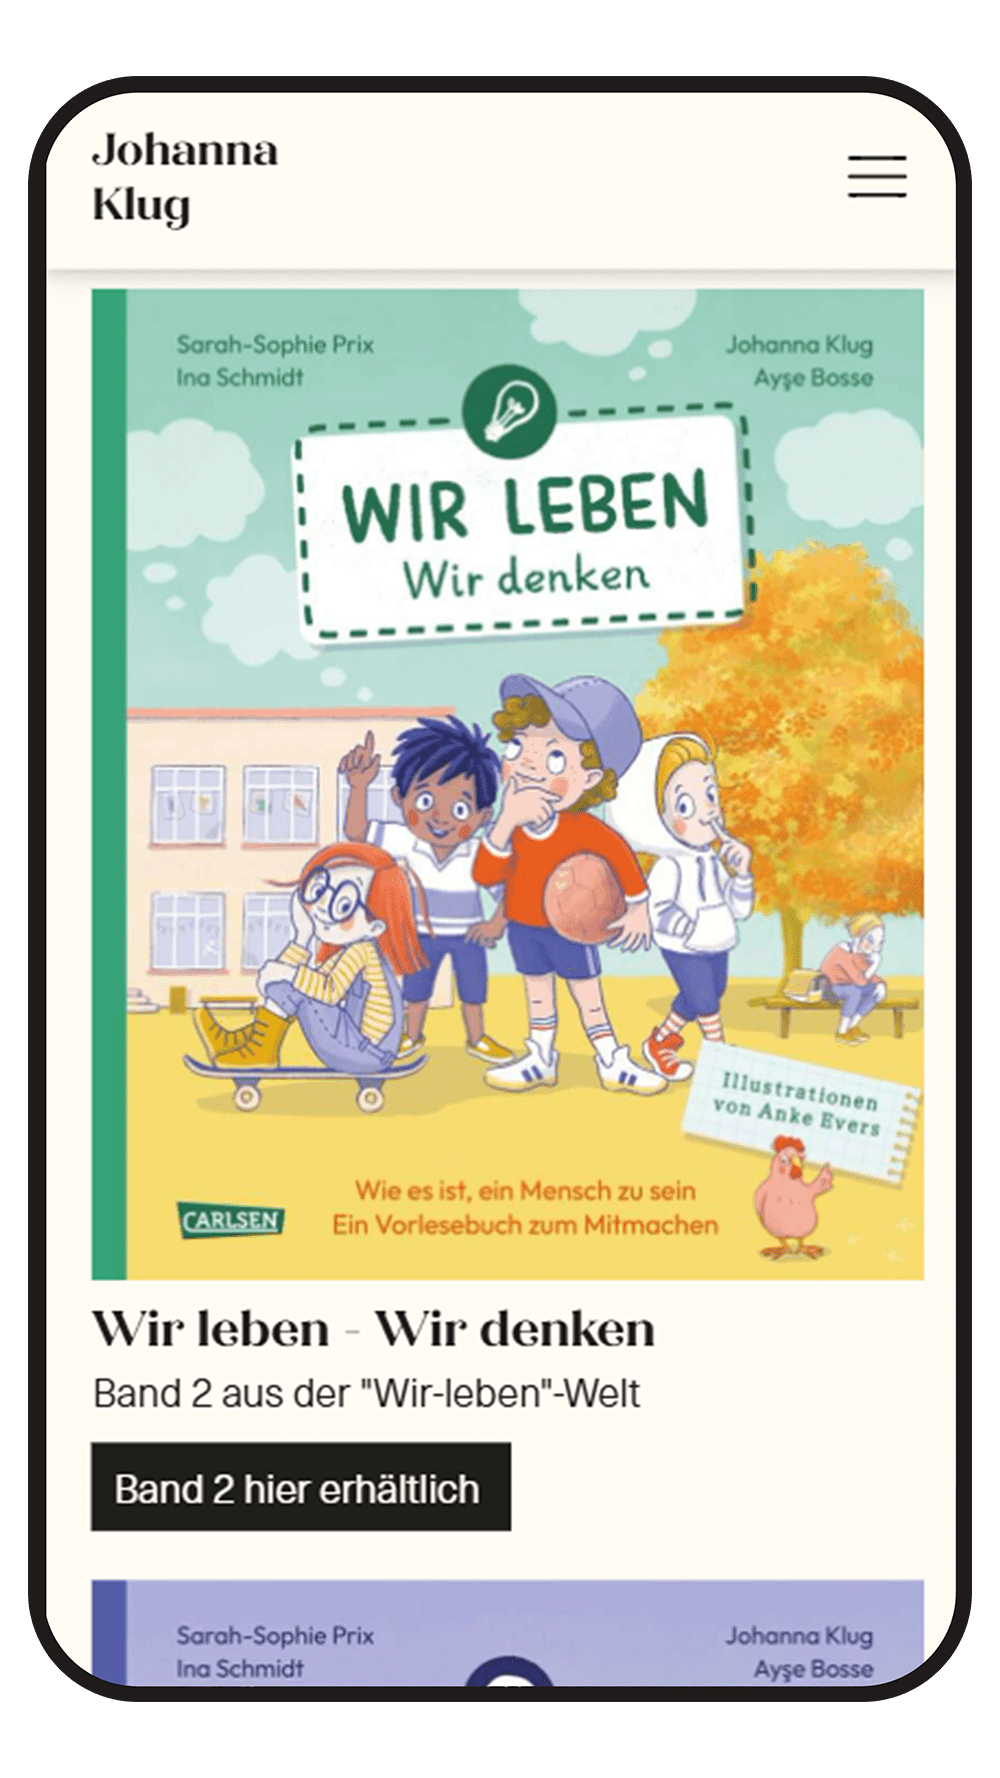 Johanna
Klug
Sarah-Sophie Prix
Ina Schmidt
Johanna Klug
Ayşe Bosse
WIR LEBEN
Wir denken
Illustrationen
von Anke Evers
Wie es ist, ein Mensch zu sein
Ein Vorlesebuch zum Mitmachen
CARLSEN
Wir leben - Wir denken
Band 2 aus der "Wir-leben"-Welt
Band 2 hier erhältlich
Sarah-Sophie Prix
Ina Schmidt
Johanna Klug
Ayşe Bosse